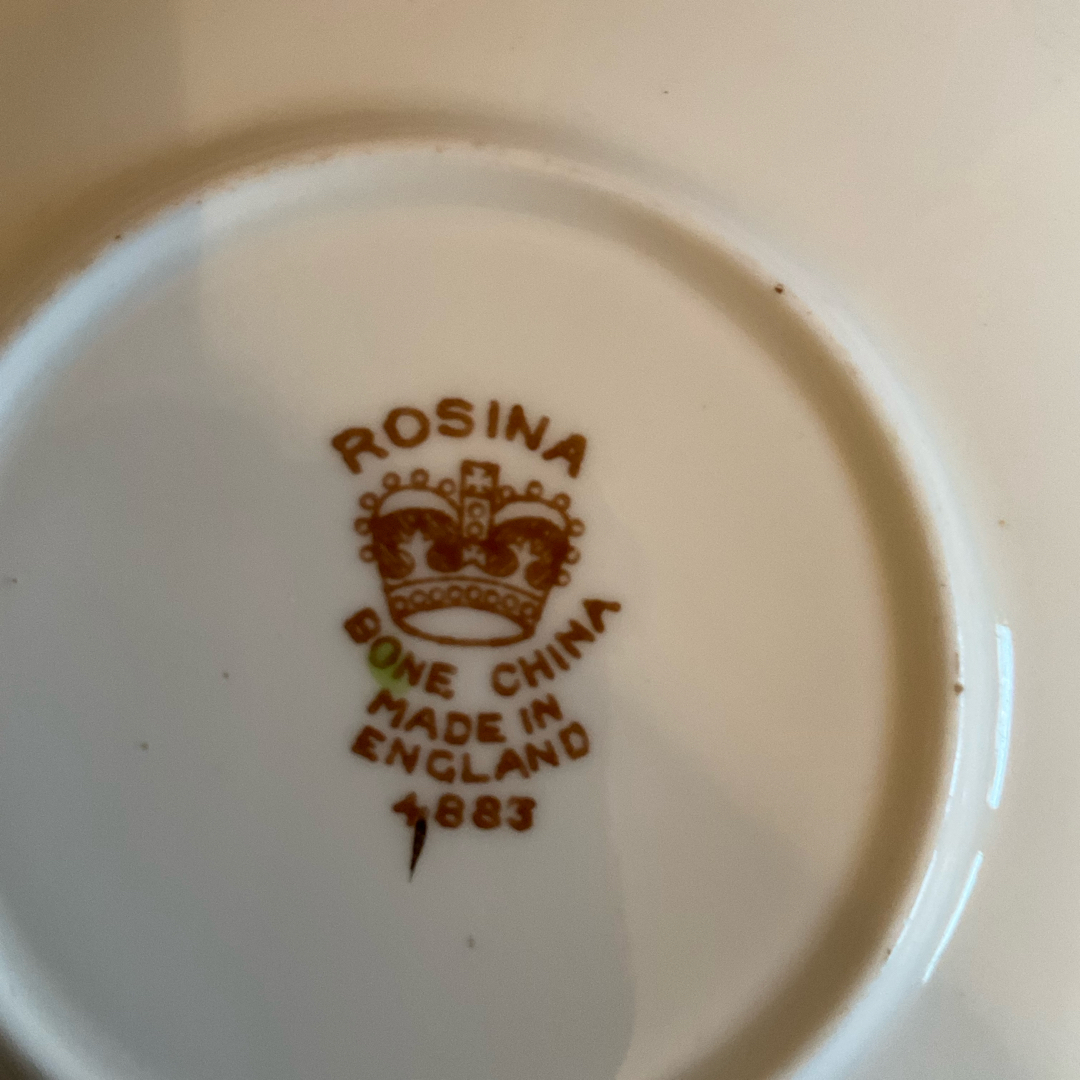 ROSINA
BONE CHINA
MADE IN
ENGLAND
4883